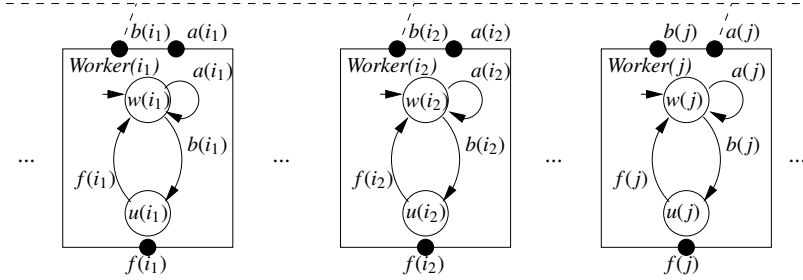 b(i₁) a(i₁) b(i₂) a(i₂) b(j) a(j)
Worker(i₁) Worker(i₂) Worker(j)
a(i₁) a(i₂) a(j)
w(i₁) w(i₂) w(j)
b(i₁) b(i₂) b(j)
... ... ... ...
f(i₁) f(i₂) f(j)
u(i₁) u(i₂) u(j)
f(i₁) f(i₂) f(j)